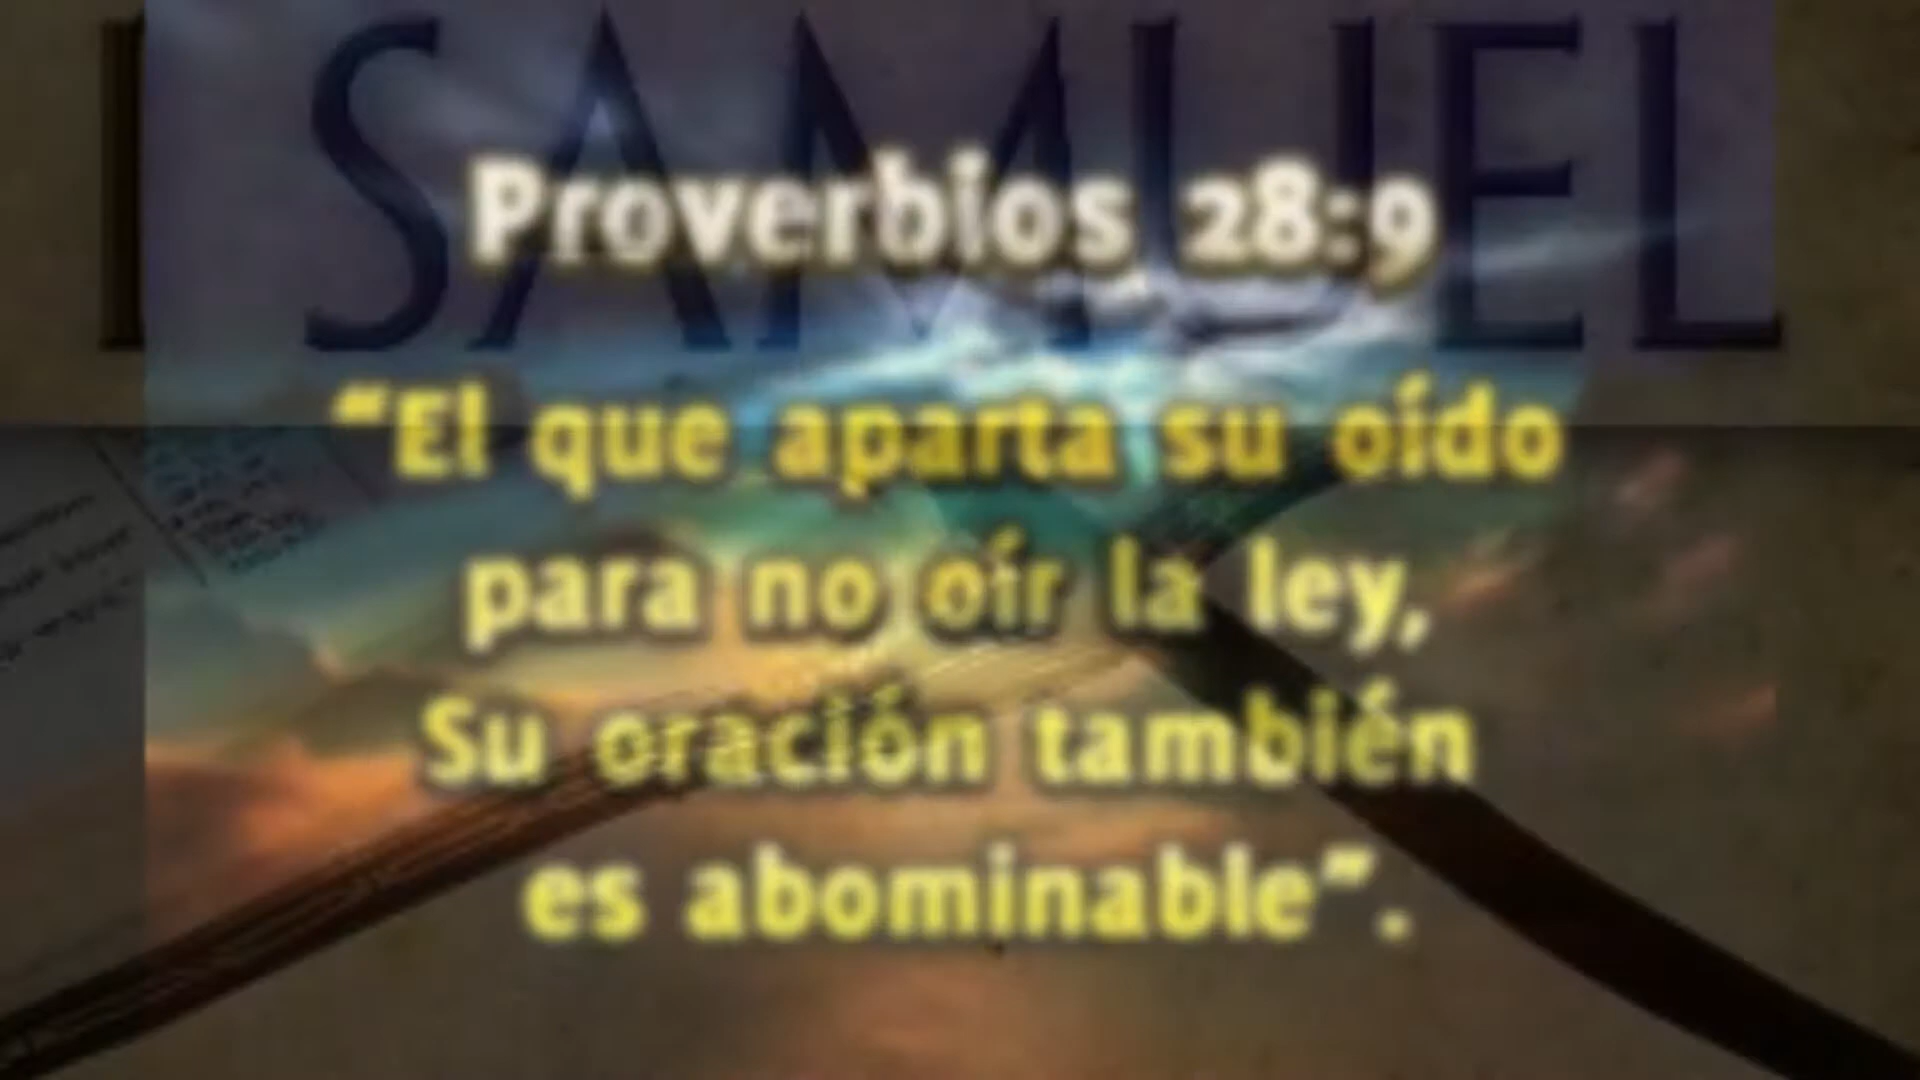 I SAMUEL
Proverbios 28:9
“El que aparta su oído
para no oír la ley,
Su oración también
es abominable”.